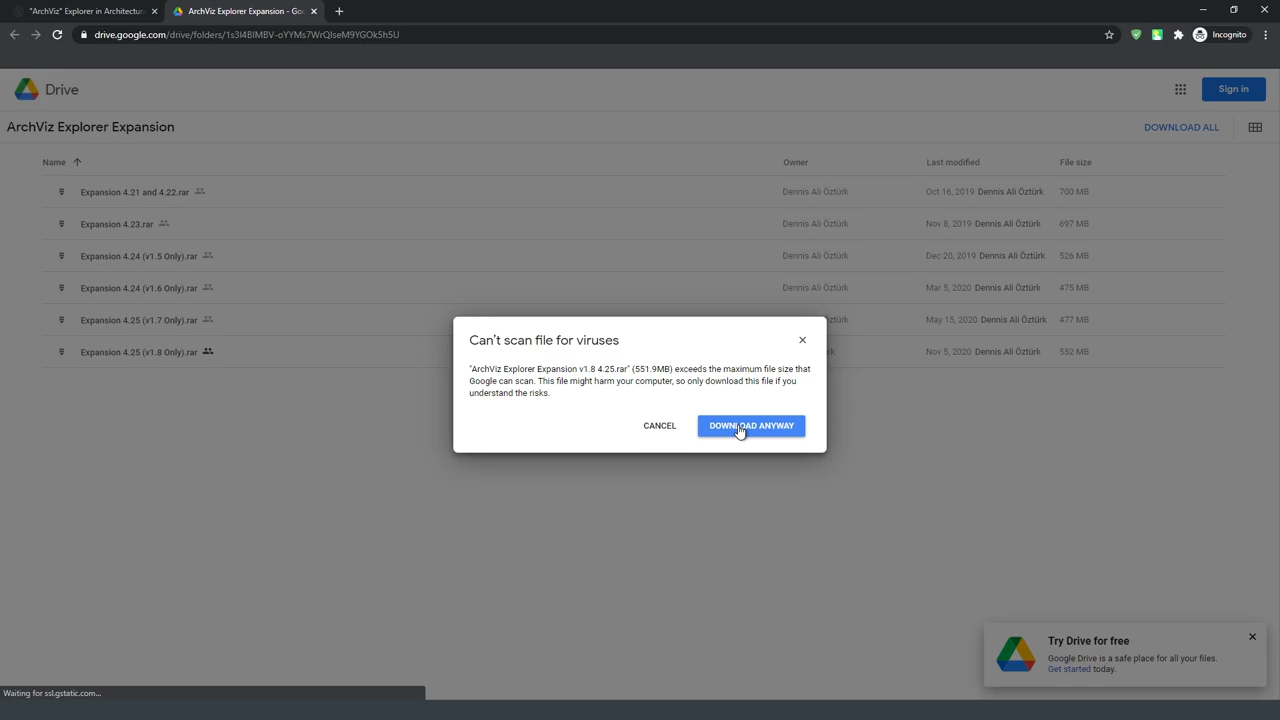 "ArchViz" Explorer in Architectur
ArchViz Explorer Expansion - Goo
drive.google.com/drive/folders/1s3I4BIMBV-oYYMs7WrQIseM9YGOk5h5U
Incognito
Drive
Sign in
ArchViz Explorer Expansion
DOWNLOAD ALL
Name Owner Last modified File size
Expansion 4.21 and 4.22.rar Dennis Ali Öztürk Oct 16, 2019 Dennis Ali Öztürk 700 MB
Expansion 4.23.rar Dennis Ali Öztürk Nov 8, 2019 Dennis Ali Öztürk 697 MB
Expansion 4.24 (v1.5 Only).rar Dennis Ali Öztürk Dec 20, 2019 Dennis Ali Öztürk 526 MB
Expansion 4.24 (v1.6 Only).rar Dennis Ali Öztürk Mar 5, 2020 Dennis Ali Öztürk 475 MB
Expansion 4.25 (v1.7 Only).rar ztürk May 15, 2020 Dennis Ali Öztürk 477 MB
Expansion 4.25 (v1.8 Only).rar rk Nov 5, 2020 Dennis Ali Öztürk 552 MB
Can't scan file for viruses
"ArchViz Explorer Expansion v1.8 4.25.rar" (551.9MB) exceeds the maximum file size that
Google can scan. This file might harm your computer, so only download this file if you
understand the risks.
CANCEL
DOWNLOAD ANYWAY
Try Drive for free
Google Drive is a safe place for all your files.
Get started today.
Waiting for ssl.gstatic.com...